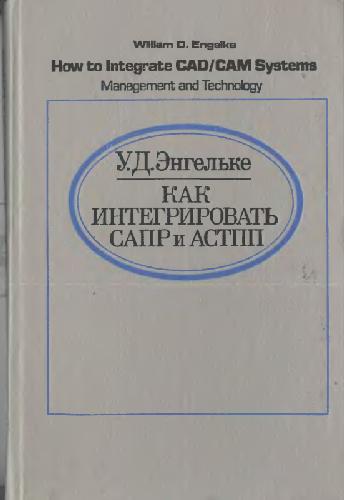 William D. Engelke
How to Integrate CAD/CAM Systems
Management and Technology
У.Д.Энгельке
КАК
ИНТЕГРИРОВАТЬ
САПР и АСТПП